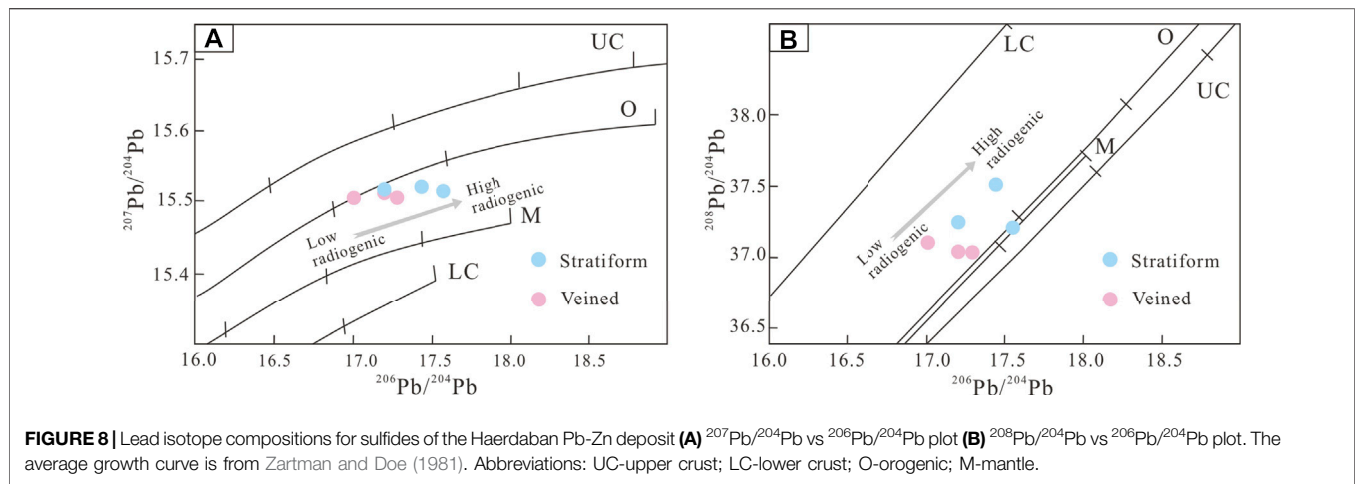 A
UC
O
M
LC
15.7
15.6
15.5
15.4
207Pb/204Pb
High
radiogenic
Low
radiogenic
Stratiform
Veined
16.0 16.5 17.0 17.5 18.0 18.5
206Pb/204Pb
B
LC
O
UC
M
38.0
37.5
37.0
36.5
208Pb/204Pb
High
radiogenic
Low
radiogenic
Stratiform
Veined
16.0 16.5 17.0 17.5 18.0 18.5
206Pb/204Pb
FIGURE 8 | Lead isotope compositions for sulfides of the Haerdaban Pb-Zn deposit (A) 207Pb/204Pb vs 206Pb/204Pb plot (B) 208Pb/204Pb vs 206Pb/204Pb plot. The
average growth curve is from Zartman and Doe (1981). Abbreviations: UC-upper crust; LC-lower crust; O-orogenic; M-mantle.